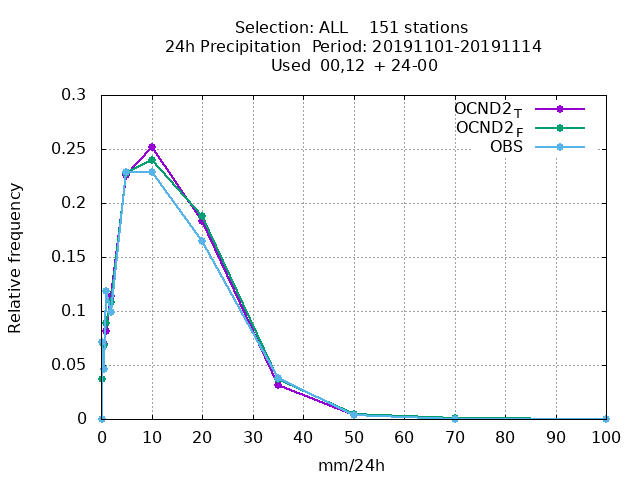 Selection: ALL 151 stations
24h Precipitation Period: 20191101-20191114
Used 00,12 + 24-00
OCND2T
OCND2F
OBS
Relative frequency
0.3
0.25
0.2
0.15
0.1
0.05
0
0 10 20 30 40 50 60 70 80 90 100
mm/24h